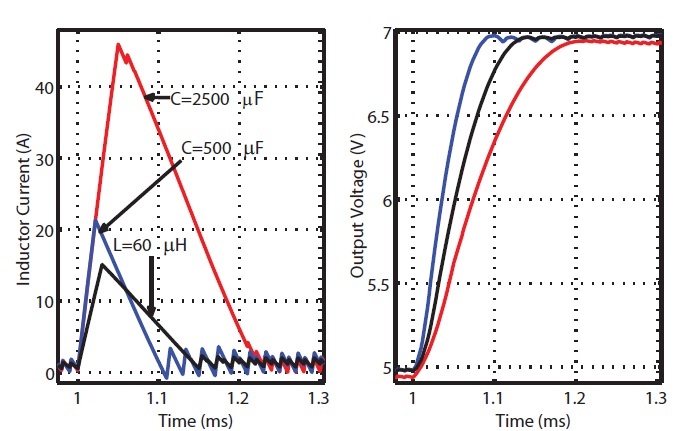 Inductor Current (A)
40
30
20
10
0
C=2500 μF
C=500 μF
L=60 μH
1
1.1
1.2
1.3
Time (ms)
Output Voltage (V)
7
6.5
6
5.5
5
1
1.1
1.2
1.3
Time (ms)